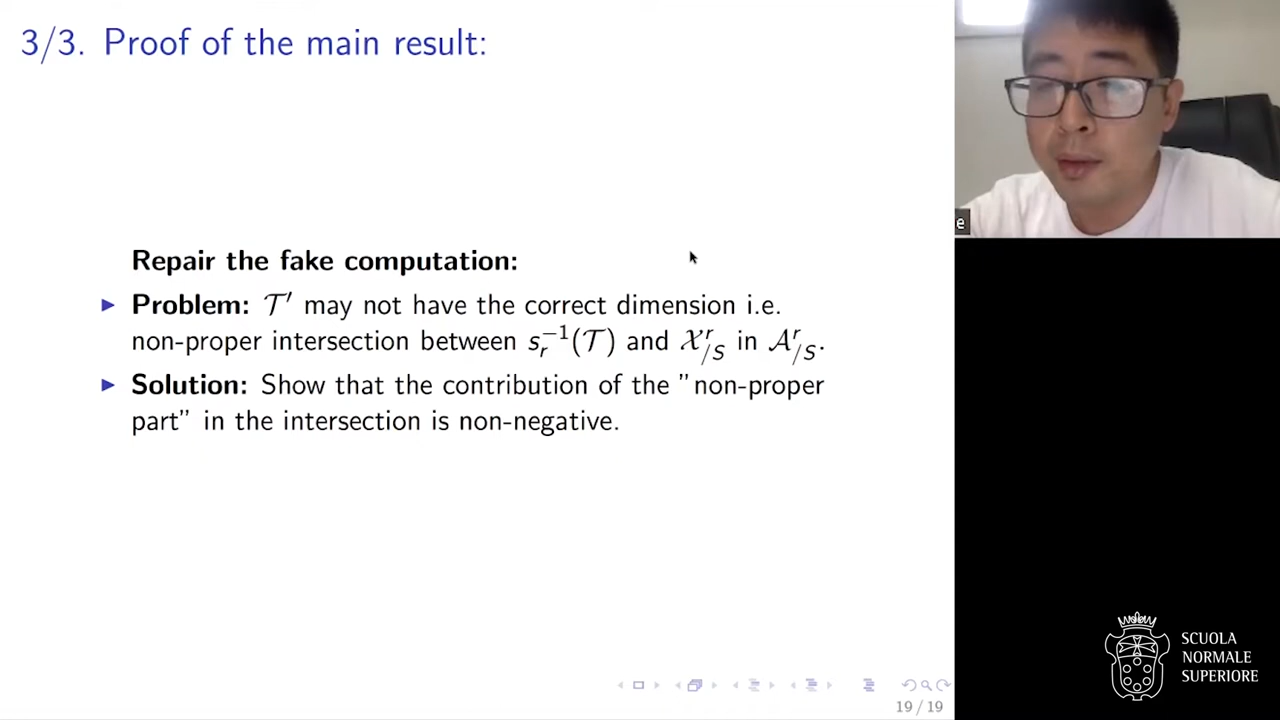 3/3. Proof of the main result:
Repair the fake computation:
▶ Problem: 𝒯′ may not have the correct dimension i.e.
non-proper intersection between s_r^{-1}(𝒯) and 𝒳^r_{/S} in 𝒜^r_{/S}.
▶ Solution: Show that the contribution of the "non-proper
part" in the intersection is non-negative.
19 / 19
e
SCUOLA
NORMALE
SUPERIORE